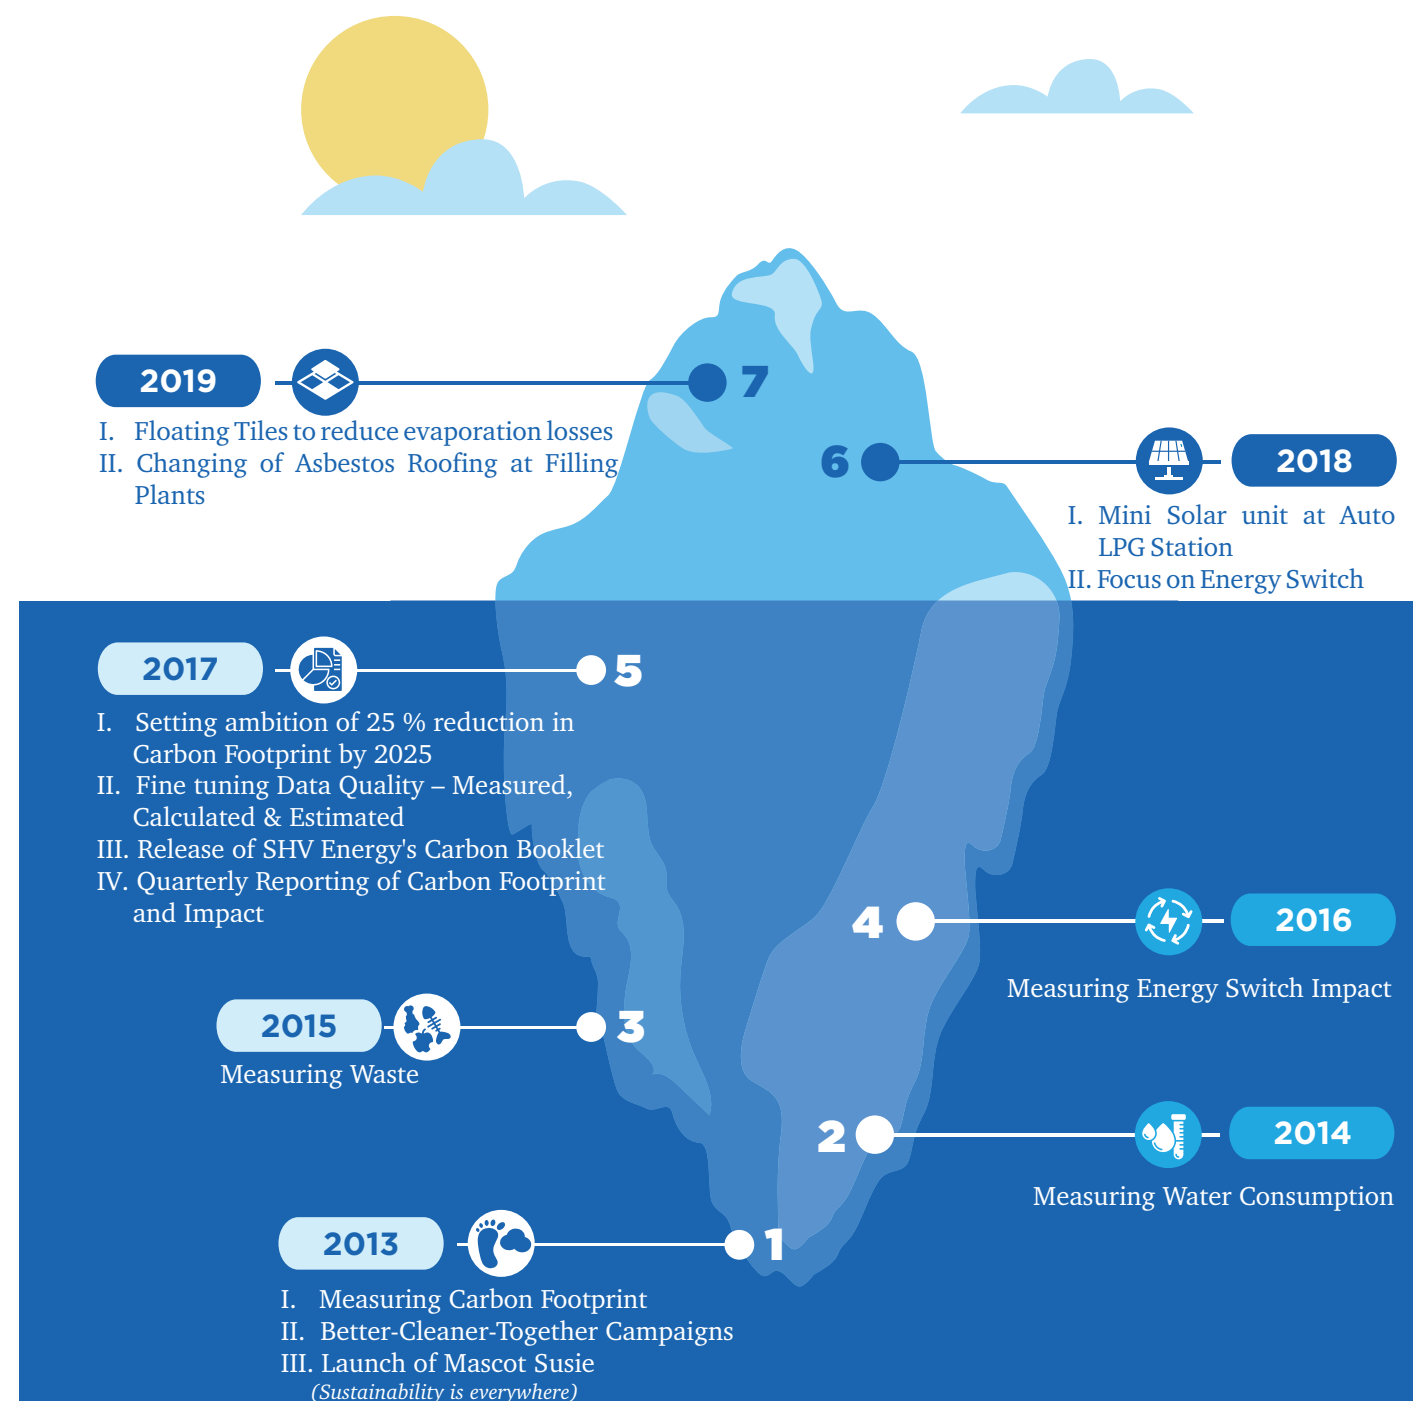 2019
7
I. Floating Tiles to reduce evaporation losses
II. Changing of Asbestos Roofing at Filling
Plants
6
2018
I. Mini Solar unit at Auto
LPG Station
II. Focus on Energy Switch
2017
5
I. Setting ambition of 25 % reduction in
Carbon Footprint by 2025
II. Fine tuning Data Quality – Measured,
Calculated & Estimated
III. Release of SHV Energy's Carbon Booklet
IV. Quarterly Reporting of Carbon Footprint
and Impact
4
2016
Measuring Energy Switch Impact
2015
3
Measuring Waste
2
2014
Measuring Water Consumption
2013
1
I. Measuring Carbon Footprint
II. Better-Cleaner-Together Campaigns
III. Launch of Mascot Susie
(Sustainability is everywhere)